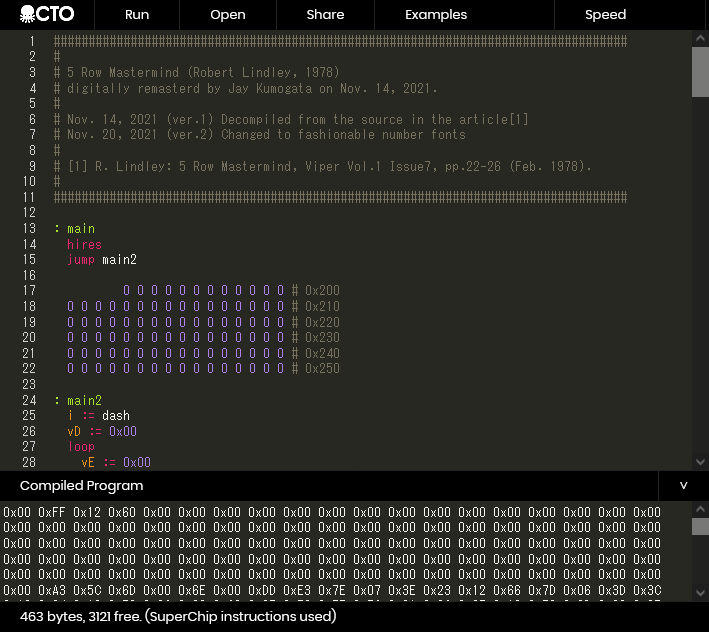 OCTO Run Open Share Examples Speed
1 ##################################################################################
2 #
3 # 5 Row Mastermind (Robert Lindley, 1978)
4 # digitally remasterd by Jay Kumogata on Nov. 14, 2021.
5 #
6 # Nov. 14, 2021 (ver.1) Decompiled from the source in the article[1]
7 # Nov. 20, 2021 (ver.2) Changed to fashionable number fonts
8 #
9 # [1] R. Lindley: 5 Row Mastermind, Viper Vol.1 Issue7, pp.22-26 (Feb. 1978).
10 #
11 ##################################################################################
12
13 : main
14 hires
15 jump main2
16
17 0 0 0 0 0 0 0 0 0 0 0 0 # 0x200
18 0 0 0 0 0 0 0 0 0 0 0 0 0 0 0 0 # 0x210
19 0 0 0 0 0 0 0 0 0 0 0 0 0 0 0 0 # 0x220
20 0 0 0 0 0 0 0 0 0 0 0 0 0 0 0 0 # 0x230
21 0 0 0 0 0 0 0 0 0 0 0 0 0 0 0 0 # 0x240
22 0 0 0 0 0 0 0 0 0 0 0 0 0 0 0 0 # 0x250
23
24 : main2
25 i := dash
26 vD := 0x00
27 loop
28 vE := 0x00
Compiled Program v
0x00 0xFF 0x12 0x60 0x00 0x00 0x00 0x00 0x00 0x00 0x00 0x00 0x00 0x00 0x00 0x00 0x00 0x00 0x00
0x00 0x00 0x00 0x00 0x00 0x00 0x00 0x00 0x00 0x00 0x00 0x00 0x00 0x00 0x00 0x00 0x00 0x00 0x00
0x00 0x00 0x00 0x00 0x00 0x00 0x00 0x00 0x00 0x00 0x00 0x00 0x00 0x00 0x00 0x00 0x00 0x00 0x00
0x00 0x00 0x00 0x00 0x00 0x00 0x00 0x00 0x00 0x00 0x00 0x00 0x00 0x00 0x00 0x00 0x00 0x00 0x00
0x00 0x00 0x00 0x00 0x00 0x00 0x00 0x00 0x00 0x00 0x00 0x00 0x00 0x00 0x00 0x00 0x00 0x00 0x00
0x00 0xA3 0x5C 0x6D 0x00 0x6E 0x00 0xDD 0xE3 0x7E 0x07 0x3E 0x23 0x12 0x66 0x7D 0x06 0x3D 0x3C
463 bytes, 3121 free. (SuperChip instructions used)